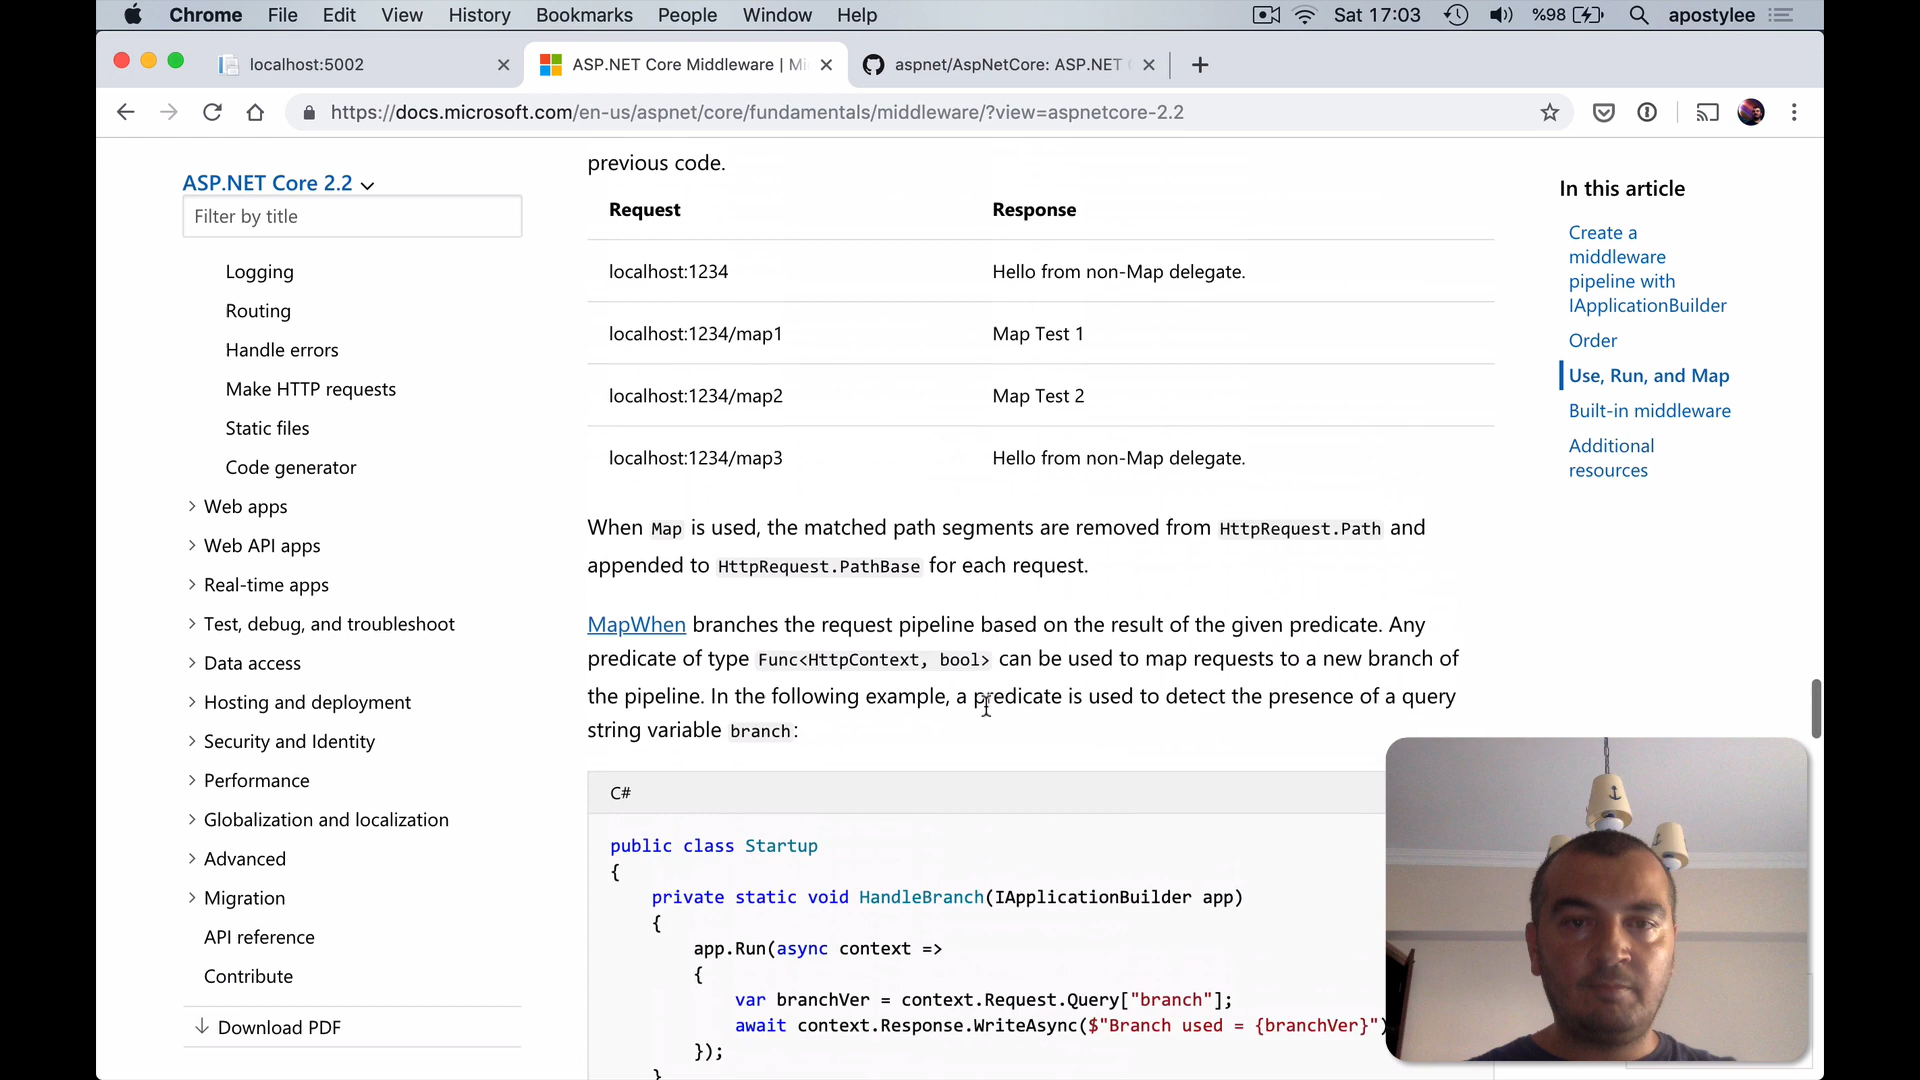 Chrome File Edit View History Bookmarks People Window Help Sat 17:03 %98 apostylee
localhost:5002
ASP.NET Core Middleware | Mi
aspnet/AspNetCore: ASP.NET
https://docs.microsoft.com/en-us/aspnet/core/fundamentals/middleware/?view=aspnetcore-2.2
ASP.NET Core 2.2
Filter by title
Logging
Routing
Handle errors
Make HTTP requests
Static files
Code generator
Web apps
Web API apps
Real-time apps
Test, debug, and troubleshoot
Data access
Hosting and deployment
Security and Identity
Performance
Globalization and localization
Advanced
Migration
API reference
Contribute
Download PDF
previous code.
Request Response
localhost:1234 Hello from non-Map delegate.
localhost:1234/map1 Map Test 1
localhost:1234/map2 Map Test 2
localhost:1234/map3 Hello from non-Map delegate.
When Map is used, the matched path segments are removed from HttpRequest.Path and
appended to HttpRequest.PathBase for each request.
MapWhen branches the request pipeline based on the result of the given predicate. Any
predicate of type Func<HttpContext, bool> can be used to map requests to a new branch of
the pipeline. In the following example, a predicate is used to detect the presence of a query
string variable branch:
C#
public class Startup
{
private static void HandleBranch(IApplicationBuilder app)
{
app.Run(async context =>
{
var branchVer = context.Request.Query["branch"];
await context.Response.WriteAsync($"Branch used = {branchVer}")
});
}
In this article
Create a
middleware
pipeline with
IApplicationBuilder
Order
Use, Run, and Map
Built-in middleware
Additional
resources